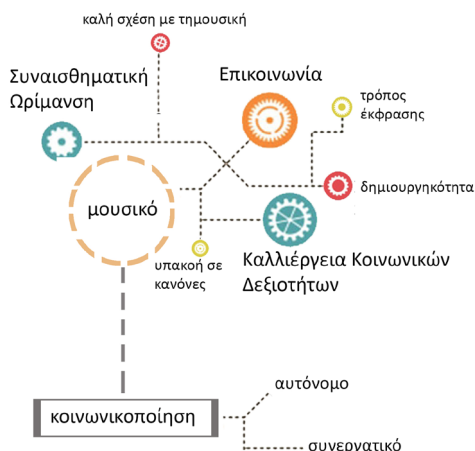 καλή σχέση με τημουσική
Συναισθηματική
Ωρίμανση
Επικοινωνία
τρόπος
έκφρασης
δημιουργηκότητα
μουσικό
υπακοή σε
κανόνες
Καλλιέργεια Κοινωνικών
Δεξιοτήτων
αυτόνομο
κοινωνικοποίηση
συνεργατικό